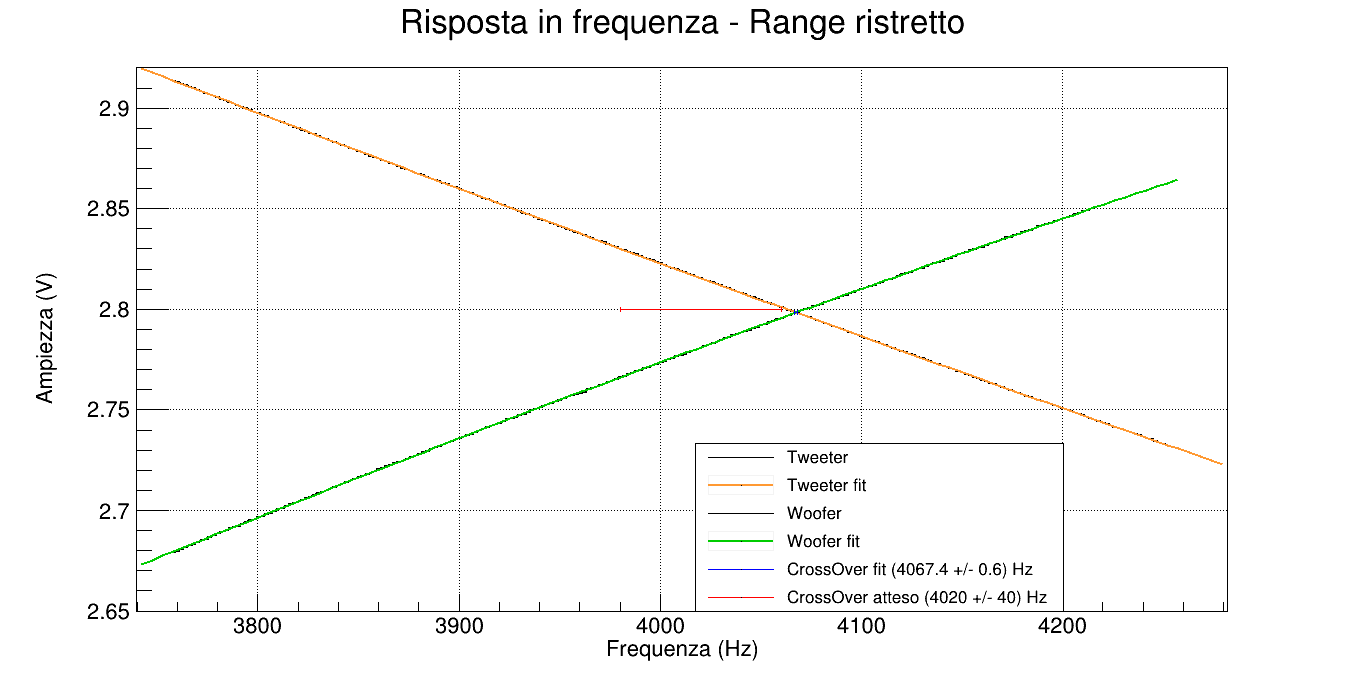 Risposta in frequenza - Range ristretto
2.9
2.85
2.8
2.75
2.7
2.65
Ampiezza (V)
Tweeter
Tweeter fit
Woofer
Woofer fit
CrossOver fit (4067.4 +/- 0.6) Hz
CrossOver atteso (4020 +/- 40) Hz
3800 3900 4000 4100 4200
Frequenza (Hz)